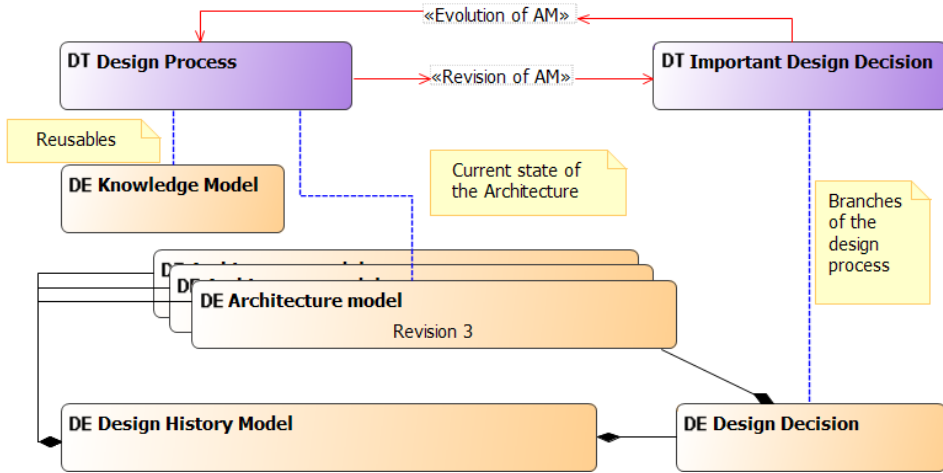 «Evolution of AM»
DT Design Process
«Revision of AM»
DT Important Design Decision
Reusables
DE Knowledge Model
Current state of
the Architecture
Branches
of the
design
process
DE Architecture model
Revision 3
DE Design History Model
DE Design Decision